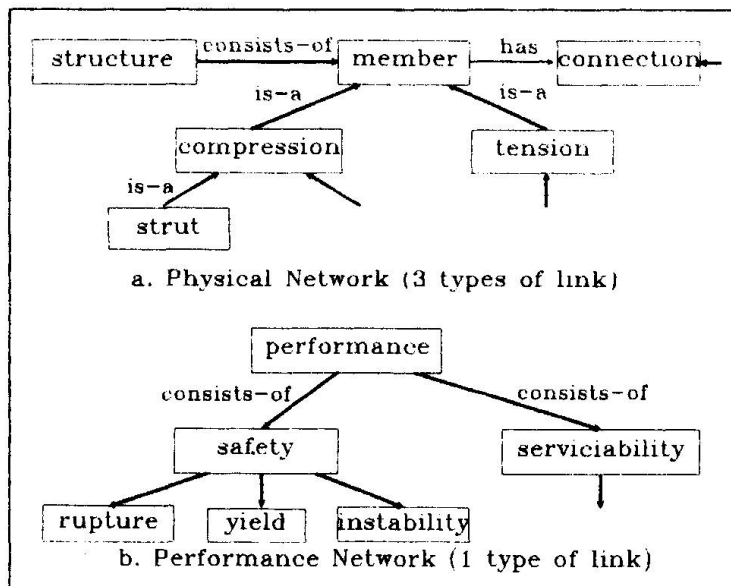 consists-of
structure member has connection
is-a is-a
compression tension
is-a
strut
a. Physical Network (3 types of link)
performance
consists-of consists-of
safety serviciability
rupture yield instability
b. Performance Network (1 type of link)